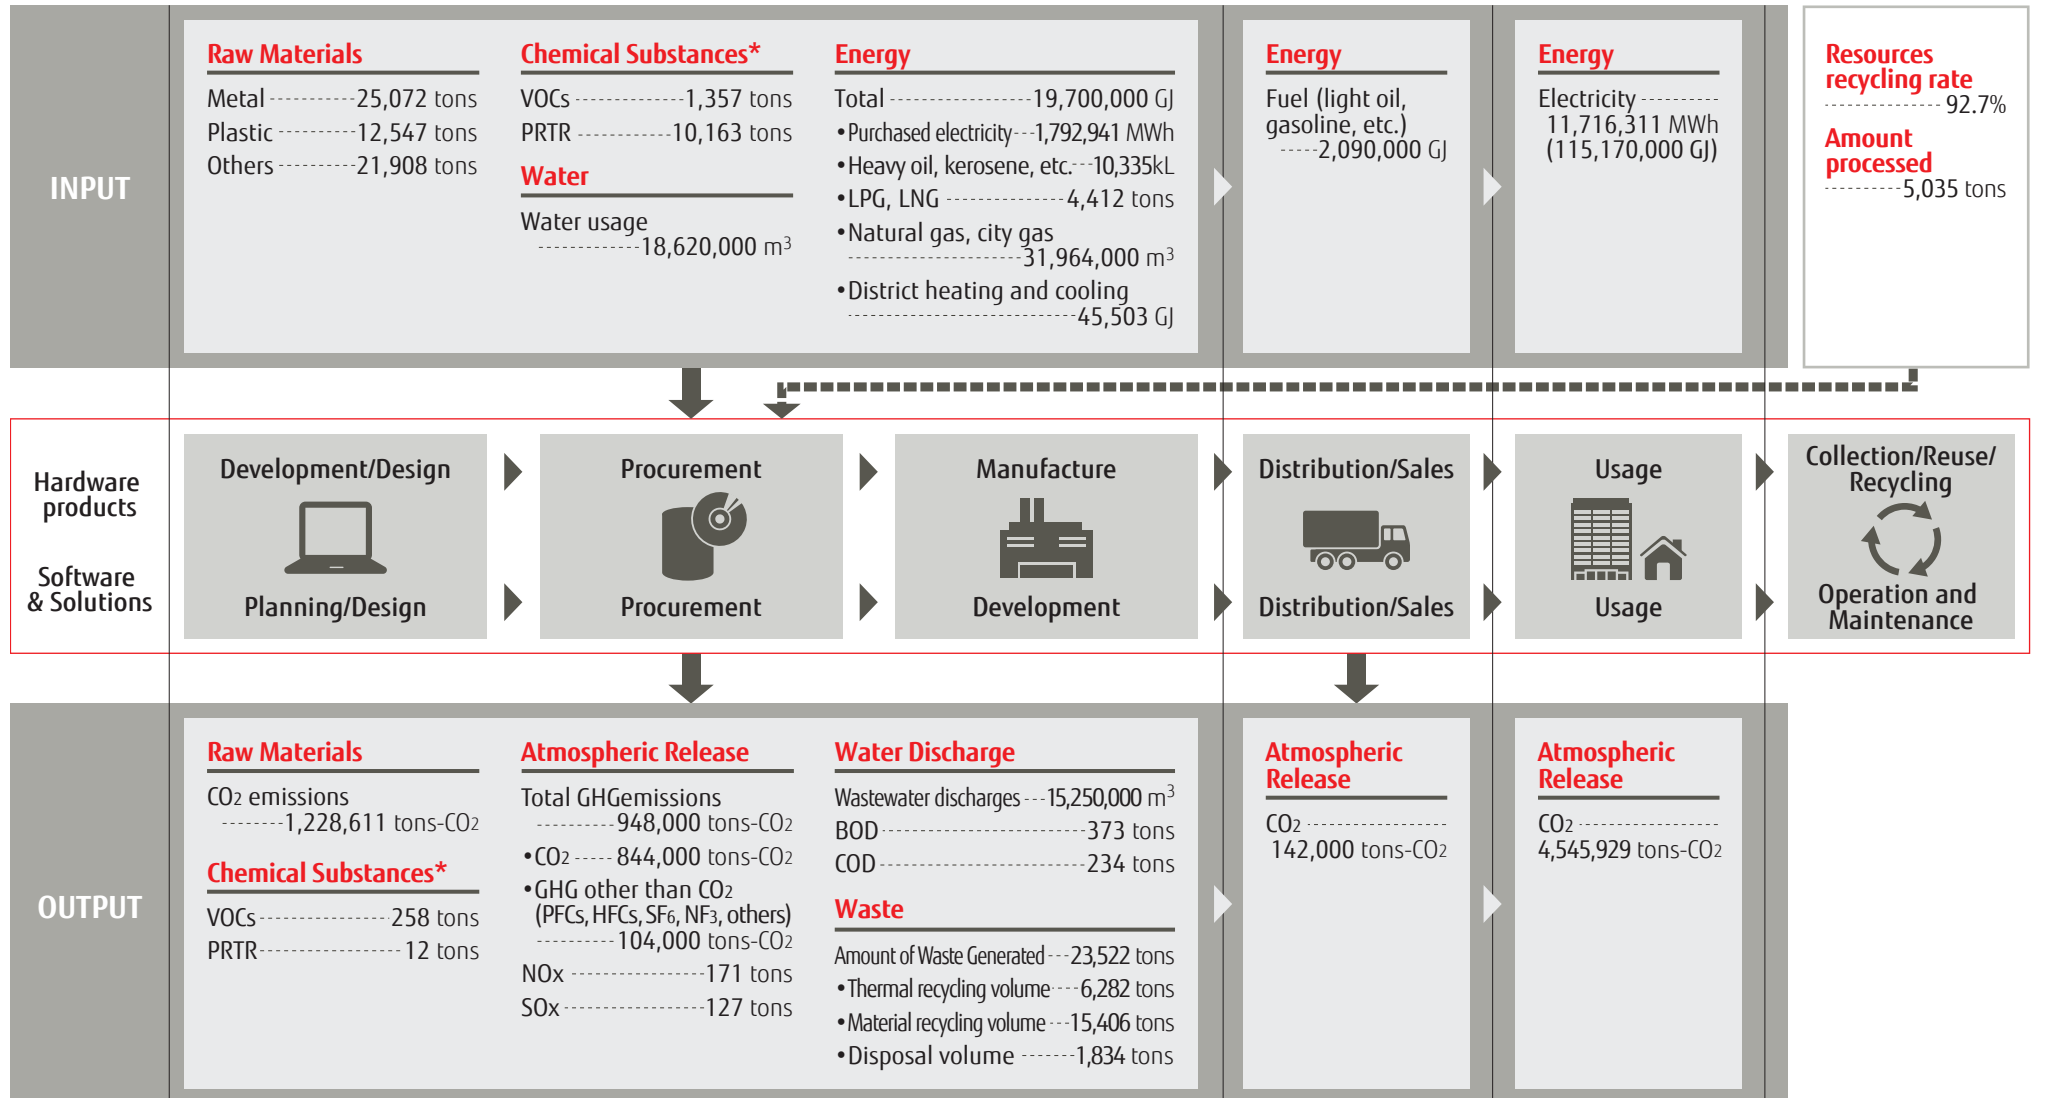 INPUT
Raw Materials
Metal 25,072 tons
Plastic 12,547 tons
Others 21,908 tons
Chemical Substances*
VOCs 1,357 tons
PRTR 10,163 tons
Water
Water usage
18,620,000 m3
Energy
Total 19,700,000 GJ
•Purchased electricity 1,792,941 MWh
•Heavy oil, kerosene, etc. 10,335kL
•LPG, LNG 4,412 tons
•Natural gas, city gas
31,964,000 m3
•District heating and cooling
45,503 GJ
Energy
Fuel (light oil,
gasoline, etc.)
2,090,000 GJ
Energy
Electricity
11,716,311 MWh
(115,170,000 GJ)
Resources
recycling rate
92.7%
Amount
processed
5,035 tons
Hardware
products
Software
& Solutions
Development/Design
Planning/Design
Procurement
Procurement
Manufacture
Development
Distribution/Sales
Distribution/Sales
Usage
Usage
Collection/Reuse/
Recycling
Operation and
Maintenance
OUTPUT
Raw Materials
CO2 emissions
1,228,611 tons-CO2
Chemical Substances*
VOCs 258 tons
PRTR 12 tons
Atmospheric Release
Total GHGemissions
948,000 tons-CO2
•CO2 844,000 tons-CO2
•GHG other than CO2
(PFCs, HFCs, SF6, NF3, others)
104,000 tons-CO2
NOx 171 tons
SOx 127 tons
Water Discharge
Wastewater discharges 15,250,000 m3
BOD 373 tons
COD 234 tons
Waste
Amount of Waste Generated 23,522 tons
•Thermal recycling volume 6,282 tons
•Material recycling volume 15,406 tons
•Disposal volume 1,834 tons
Atmospheric
Release
CO2
142,000 tons-CO2
Atmospheric
Release
CO2
4,545,929 tons-CO2